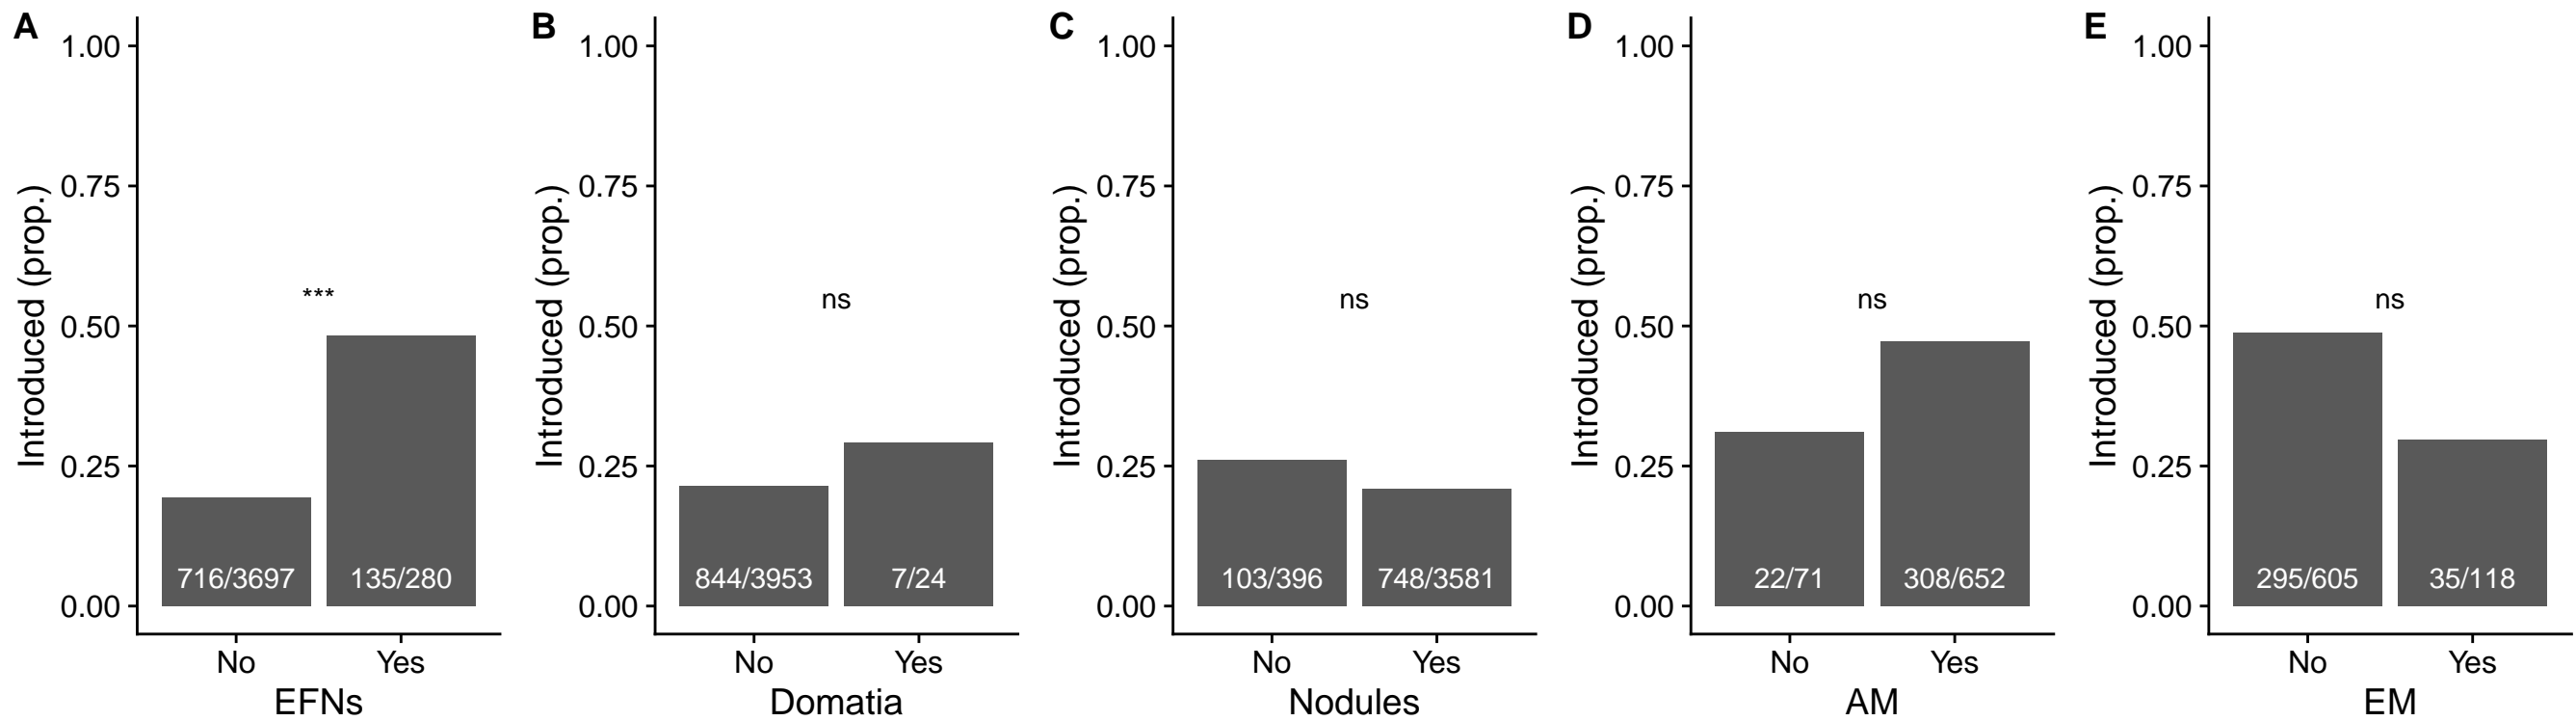 A
1.00
0.75
0.50
0.25
0.00
Introduced (prop.)
***
716/3697
135/280
No
Yes
EFNs
B
1.00
0.75
0.50
0.25
0.00
Introduced (prop.)
ns
844/3953
7/24
No
Yes
Domatia
C
1.00
0.75
0.50
0.25
0.00
Introduced (prop.)
ns
103/396
748/3581
No
Yes
Nodules
D
1.00
0.75
0.50
0.25
0.00
Introduced (prop.)
ns
22/71
308/652
No
Yes
AM
E
1.00
0.75
0.50
0.25
0.00
Introduced (prop.)
ns
295/605
35/118
No
Yes
EM